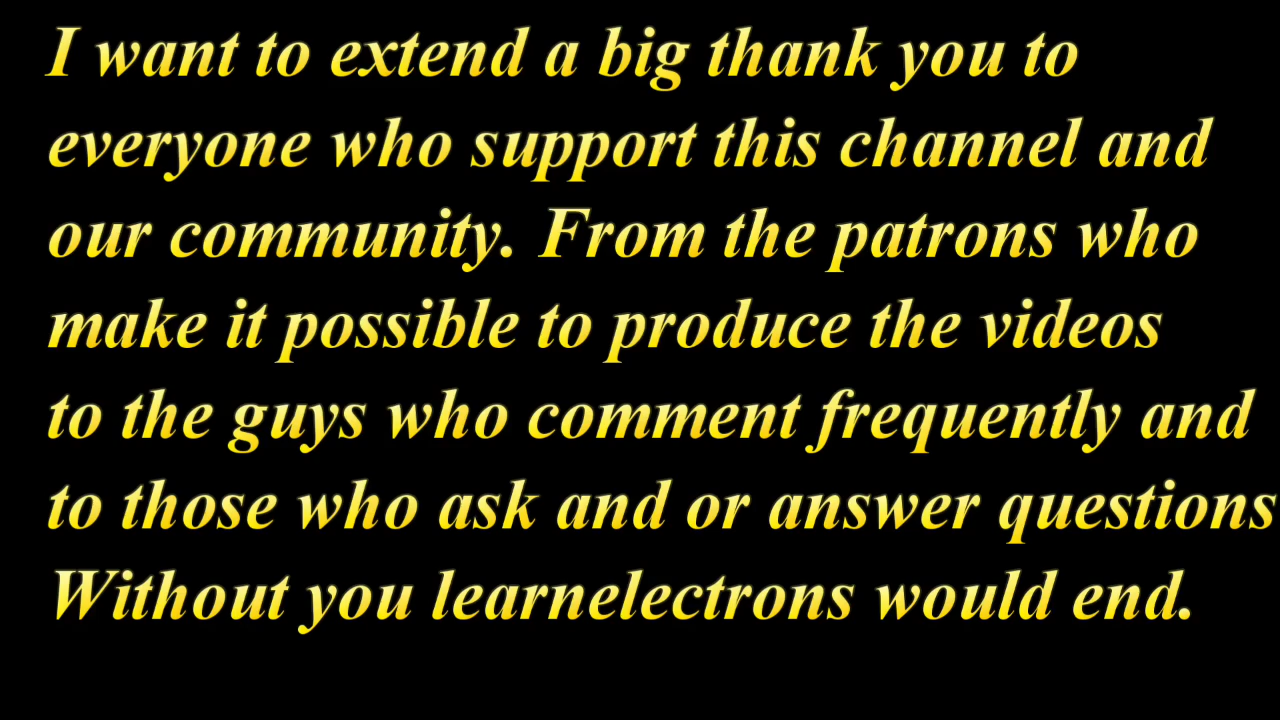 I want to extend a big thank you to
everyone who support this channel and
our community. From the patrons who
make it possible to produce the videos
to the guys who comment frequently and
to those who ask and or answer questions
Without you learnelectrons would end.